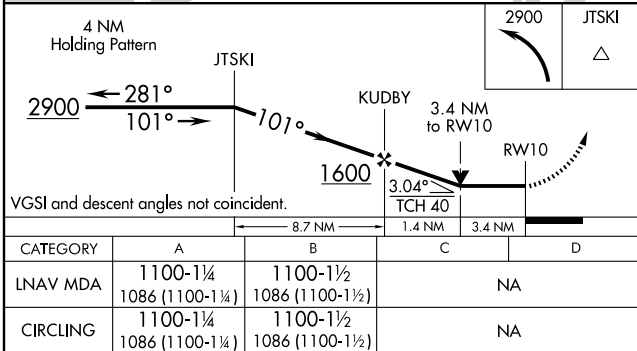 4 NM
Holding Pattern
2900
JTSKI
JTSKI
KUDBY
3.4 NM
to RW10
RW10
2900
281°
101°
101°
1600
3.04°
TCH 40
VGSI and descent angles not coincident.
8.7 NM
1.4 NM
3.4 NM
CATEGORY A B C D
LNAV MDA 1100-1¼ 1100-1½ NA
1086 (1100-1¼) 1086 (1100-1½)
CIRCLING 1100-1¼ 1100-1½ NA
1086 (1100-1¼) 1086 (1100-1½)